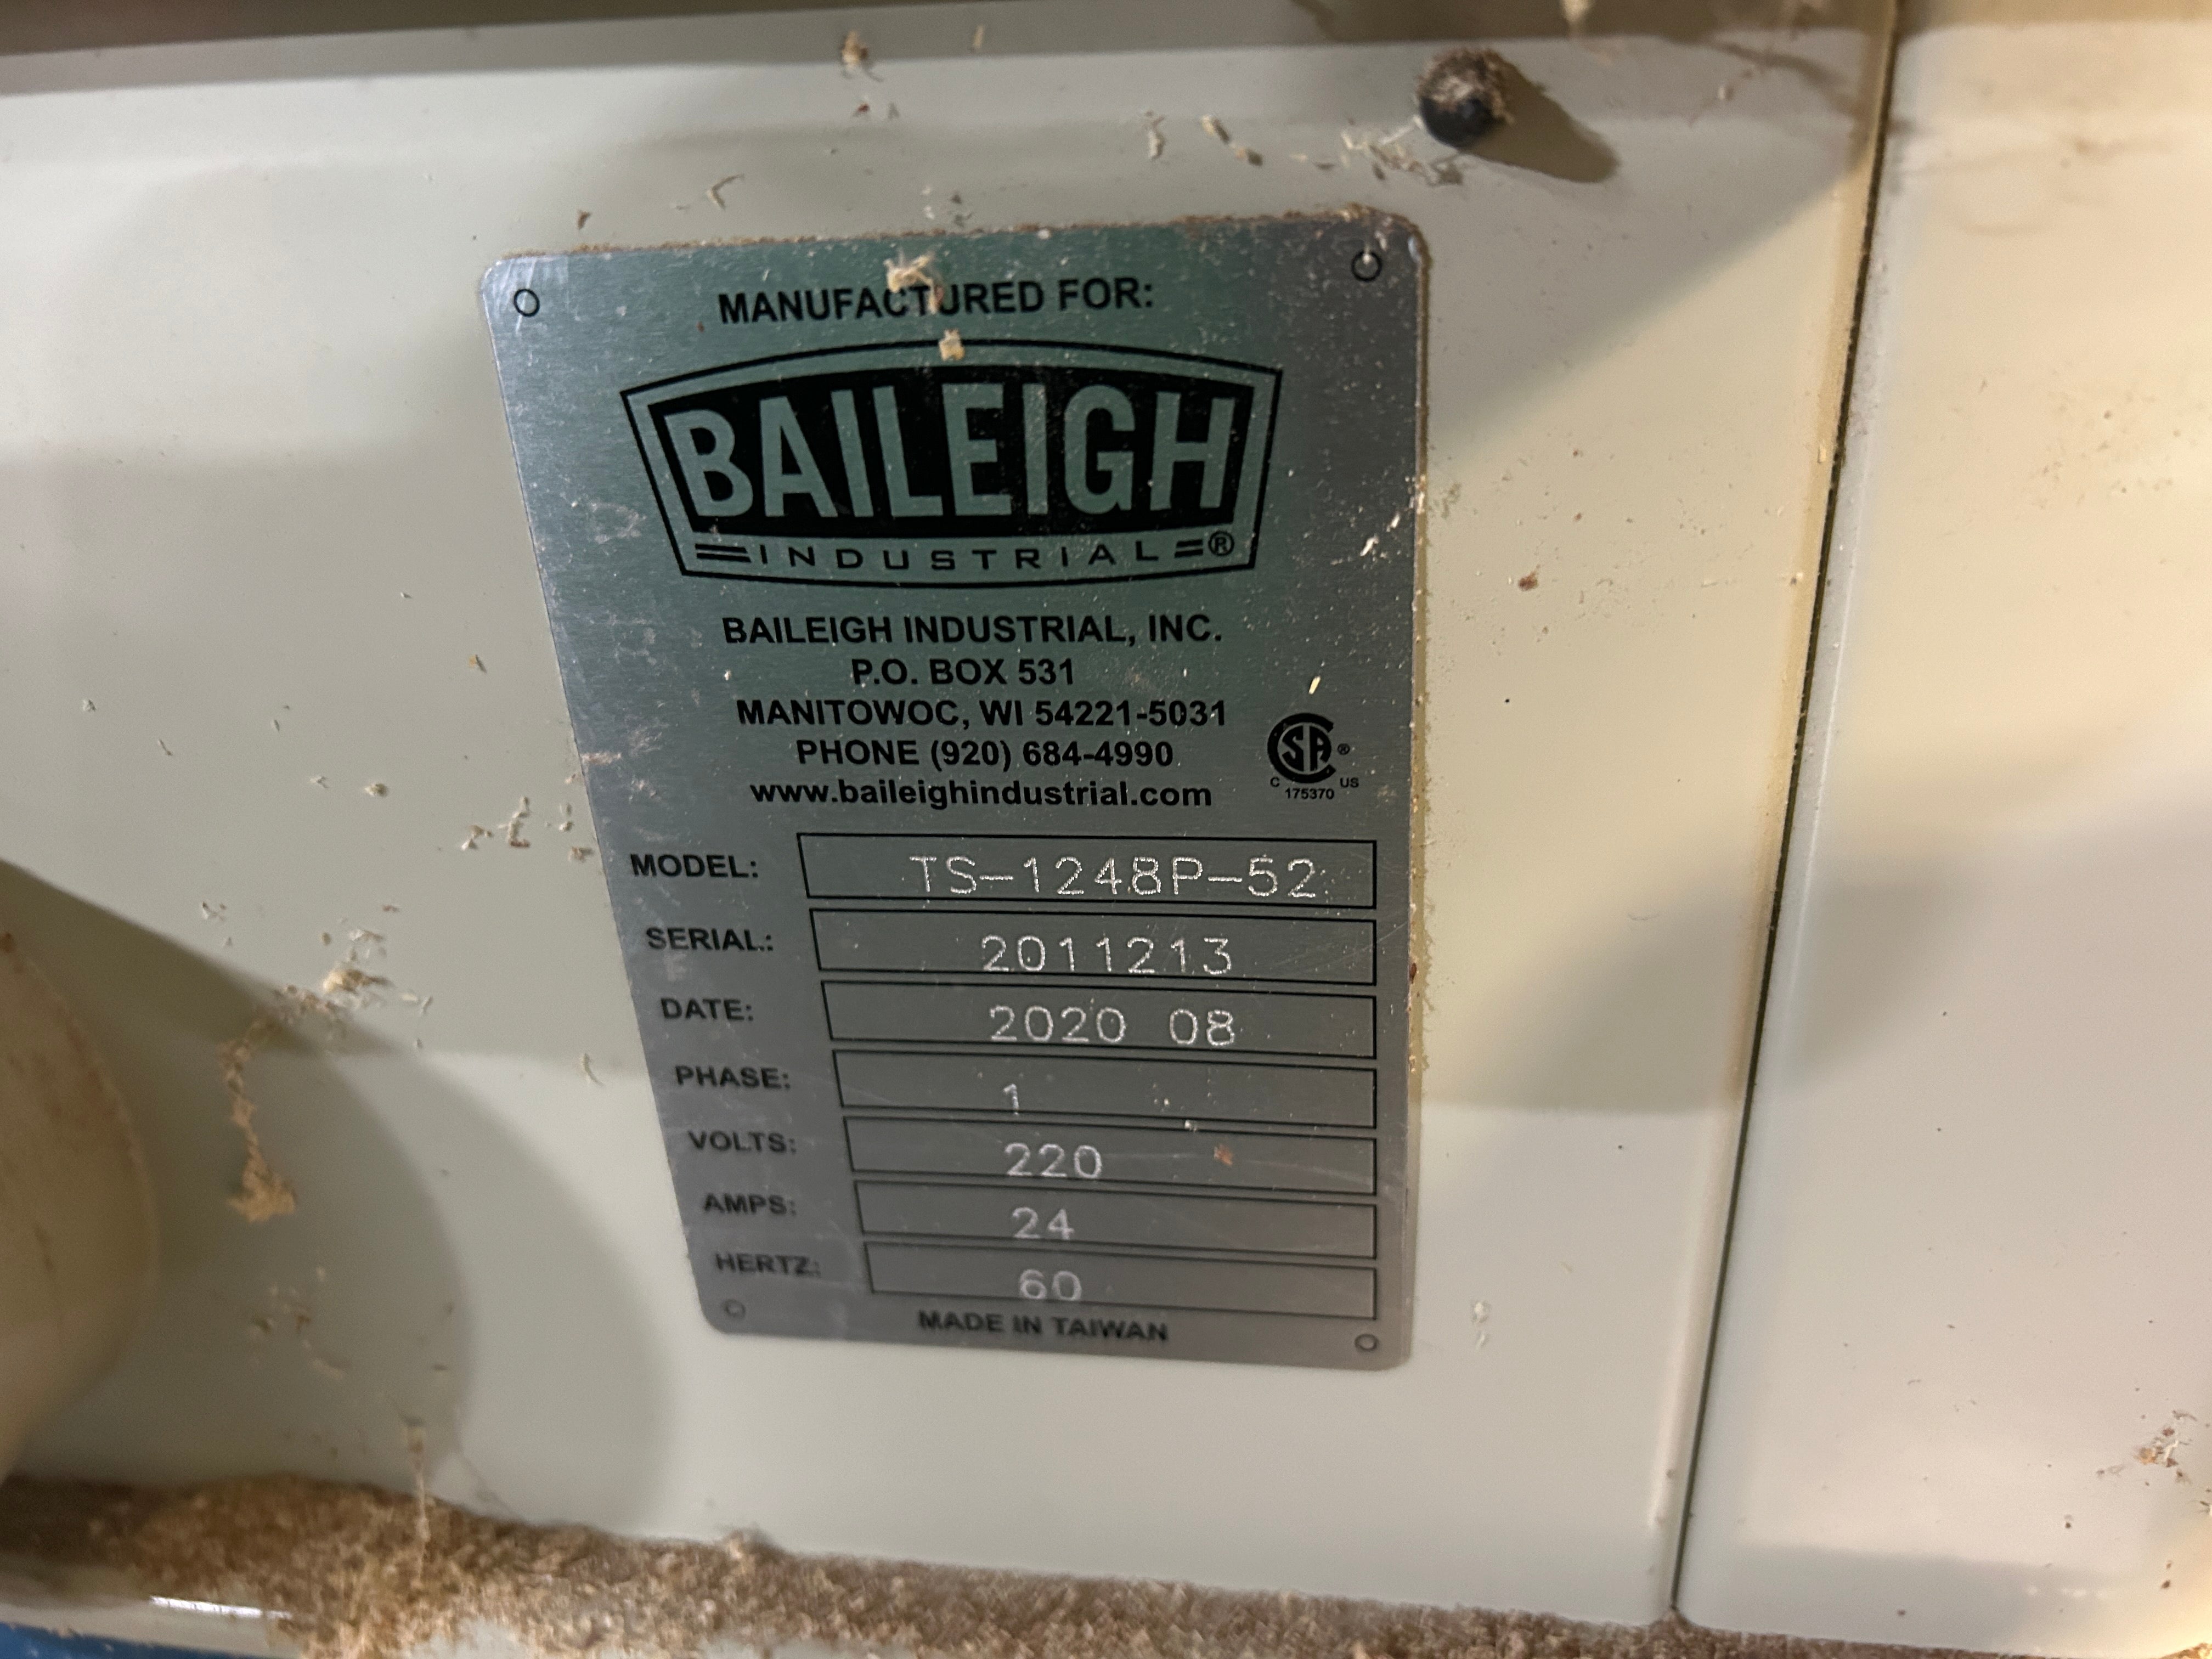 MANUFACTURED FOR:
BAILEIGH
INDUSTRIAL®
BAILEIGH INDUSTRIAL, INC.
P.O. BOX 531
MANITOWOC, WI 54221-5031
PHONE (920) 684-4990
www.baileighindustrial.com
CSA®
C US
175370
MODEL: TS-1248P-52
SERIAL: 2011213
DATE: 2020 08
PHASE: 1
VOLTS: 220
AMPS: 24
HERTZ: 60
MADE IN TAIWAN